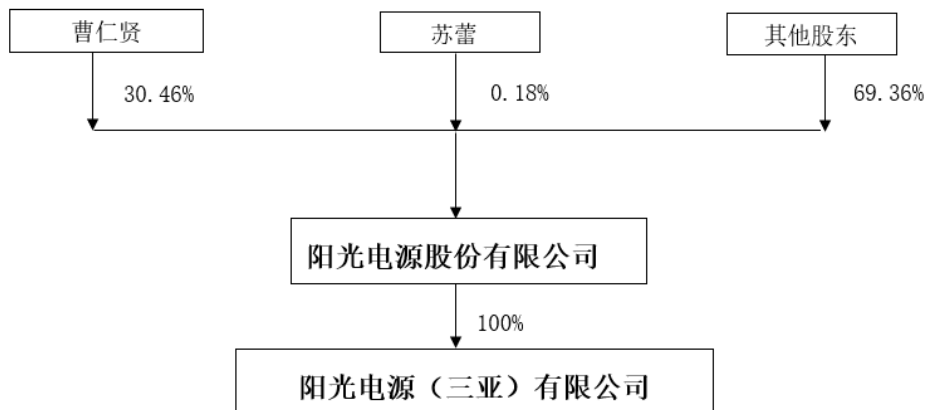 曹仁贤
苏蕾
其他股东
30.46%
0.18%
69.36%
阳光电源股份有限公司
100%
阳光电源（三亚）有限公司